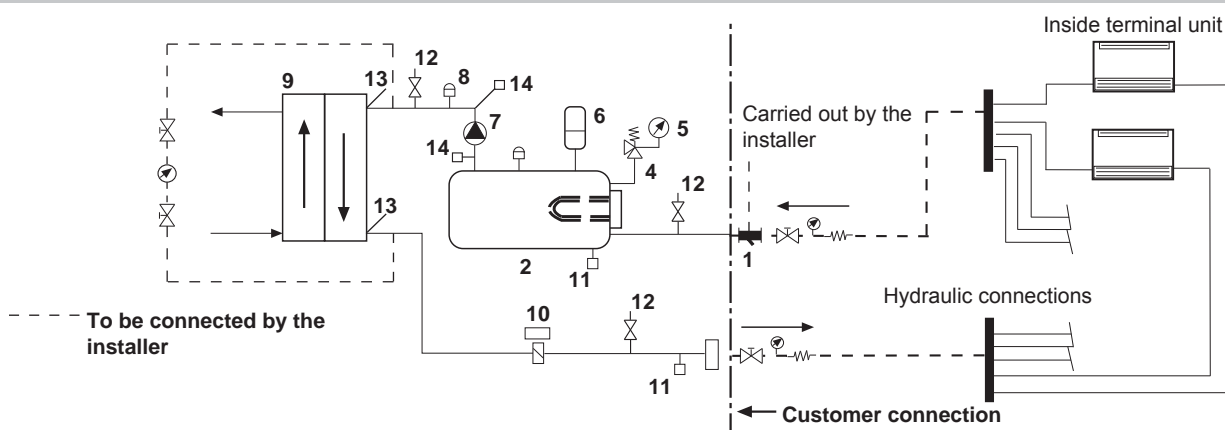 Inside terminal unit
12
8
14
9
13
7
6
5
Carried out by the
installer
14
4
12
13
2
11
1
Hydraulic connections
To be connected by the
installer
10
12
11
Customer connection